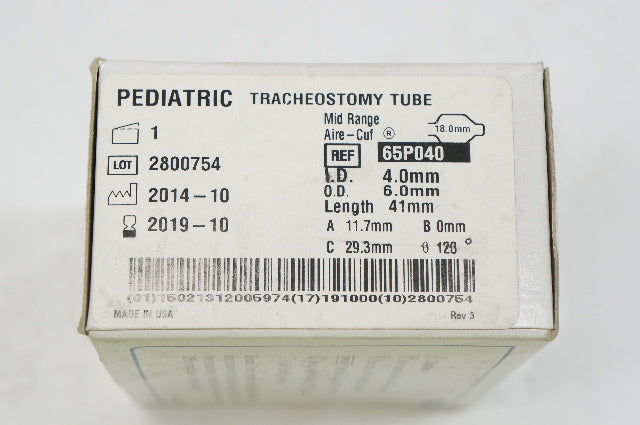 PEDIATRIC TRACHEOSTOMY TUBE
Mid Range
Aire-Cuf ®
18.0mm
1
REF 65P040
LOT 2800754
I.D. 4.0mm
O.D. 6.0mm
2014-10
Length 41mm
2019-10
A 11.7mm B 0mm
C 29.3mm θ 120°
(01)15021312005974(17)191000(10)2800754
MADE IN USA
Rev 3